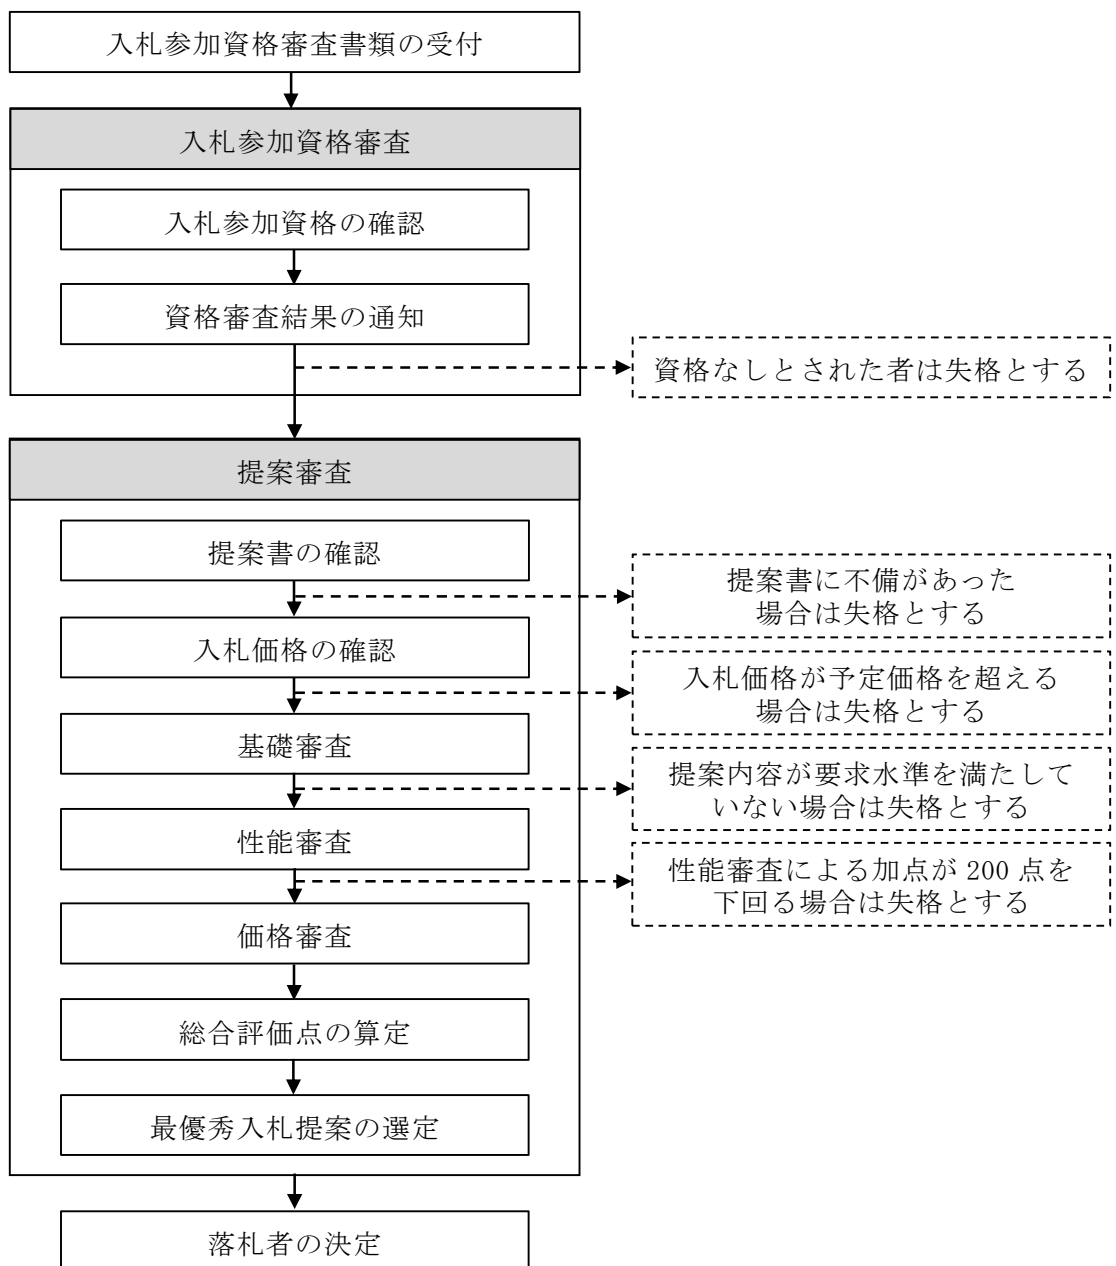 入札参加資格審査書類の受付
入札参加資格審査
入札参加資格の確認
資格審査結果の通知
資格なしとされた者は失格とする
提案審査
提案書の確認
提案書に不備があった
場合は失格とする
入札価格の確認
入札価格が予定価格を超える
場合は失格とする
基礎審査
提案内容が要求水準を満たして
いない場合は失格とする
性能審査
性能審査による加点が 200 点を
下回る場合は失格とする
価格審査
総合評価点の算定
最優秀入札提案の選定
落札者の決定